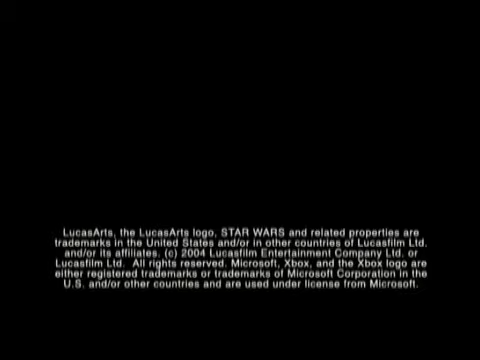 LucasArts, the LucasArts logo, STAR WARS and related properties are
trademarks in the United States and/or in other countries of Lucasfilm Ltd.
and/or its affiliates. (c) 2004 Lucasfilm Entertainment Company Ltd. or
Lucasfilm Ltd.  All rights reserved. Microsoft, Xbox, and the Xbox logo are
either registered trademarks or trademarks of Microsoft Corporation in the
U.S. and/or other countries and are used under license from Microsoft.